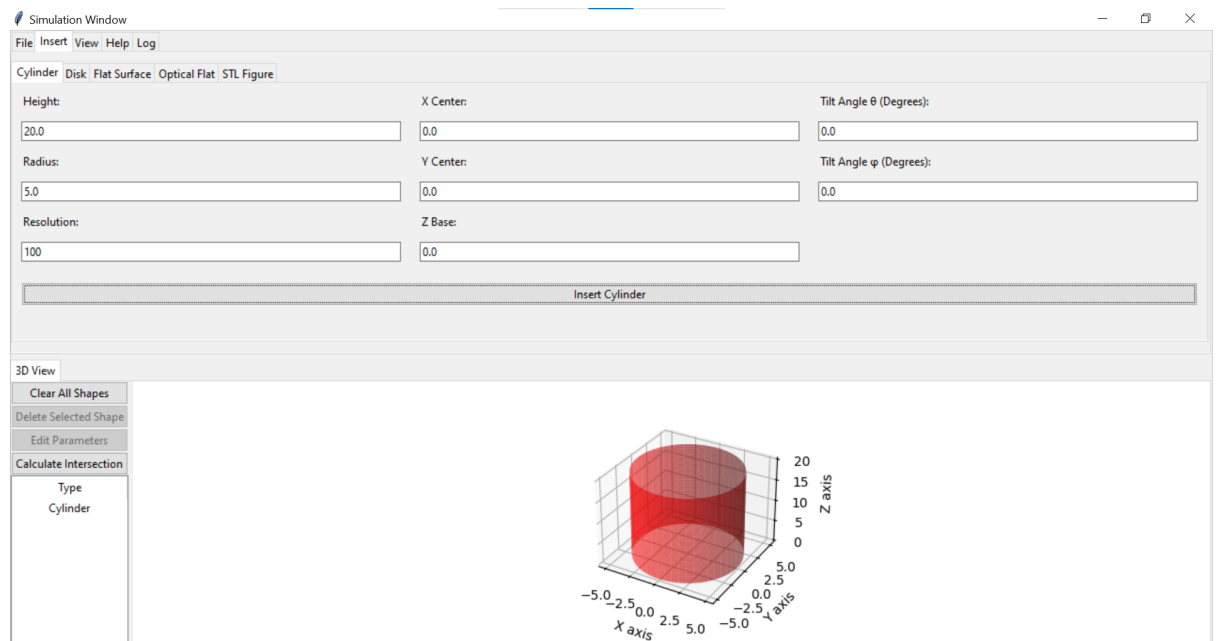 Simulation Window
File Insert View Help Log
Cylinder Disk Flat Surface Optical Flat STL Figure
Height: X Center: Tilt Angle θ (Degrees):
20.0 0.0 0.0
Radius: Y Center: Tilt Angle φ (Degrees):
5.0 0.0 0.0
Resolution: Z Base:
100 0.0
Insert Cylinder
3D View
Clear All Shapes
Delete Selected Shape
Edit Parameters
Calculate Intersection
Type
Cylinder
20
15
10
5
0
Z axis
5.0
2.5
0.0
−2.5
−5.0
Y axis
−5.0
−2.5
0.0
2.5
5.0
X axis